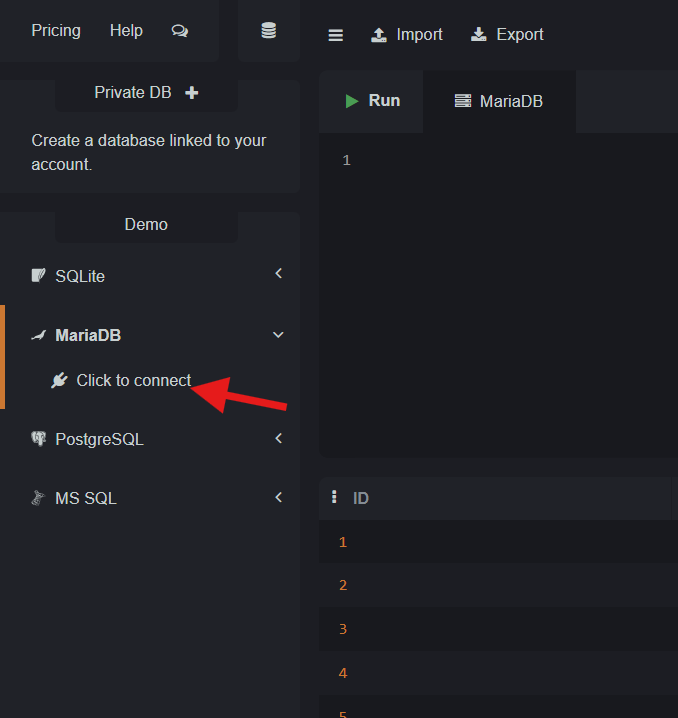 Pricing Help
Import Export
Private DB
Create a database linked to your
account.
Demo
SQLite
MariaDB
Click to connect
PostgreSQL
MS SQL
Run MariaDB
1
ID
1
2
3
4
5